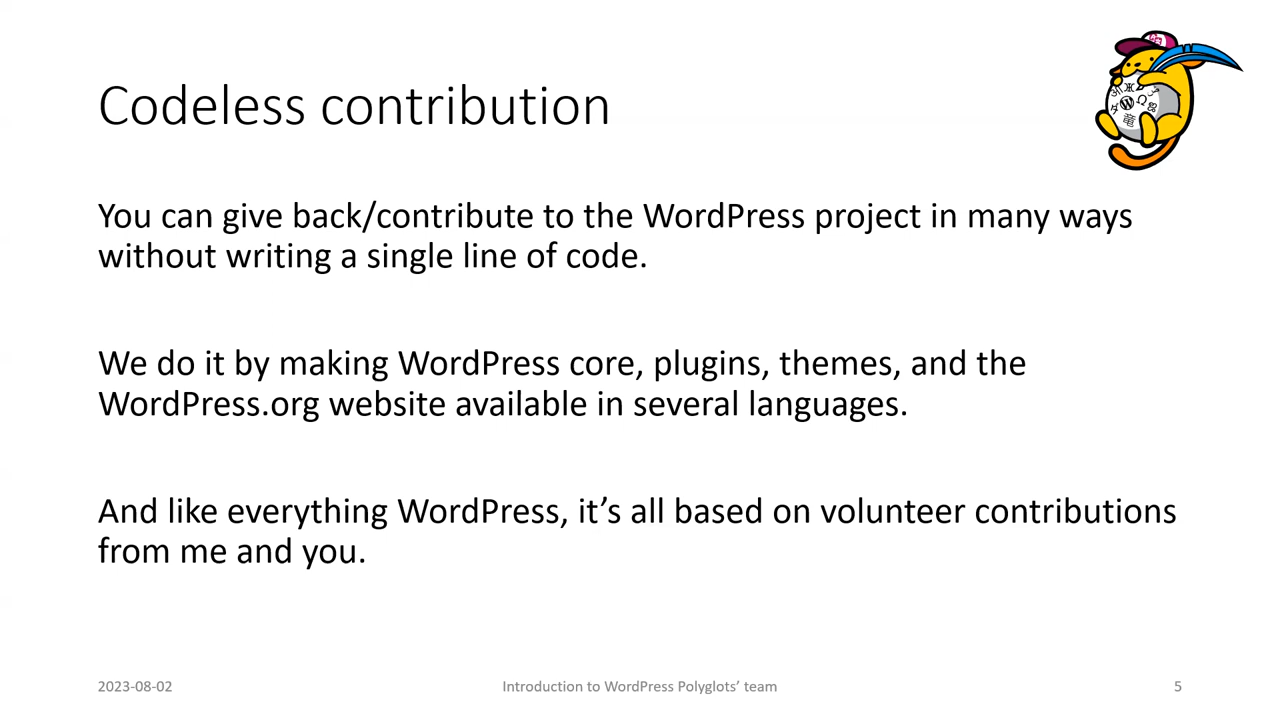 Codeless contribution
You can give back/contribute to the WordPress project in many ways
without writing a single line of code.
We do it by making WordPress core, plugins, themes, and the
WordPress.org website available in several languages.
And like everything WordPress, it’s all based on volunteer contributions
from me and you.
2023-08-02
Introduction to WordPress Polyglots’ team
5